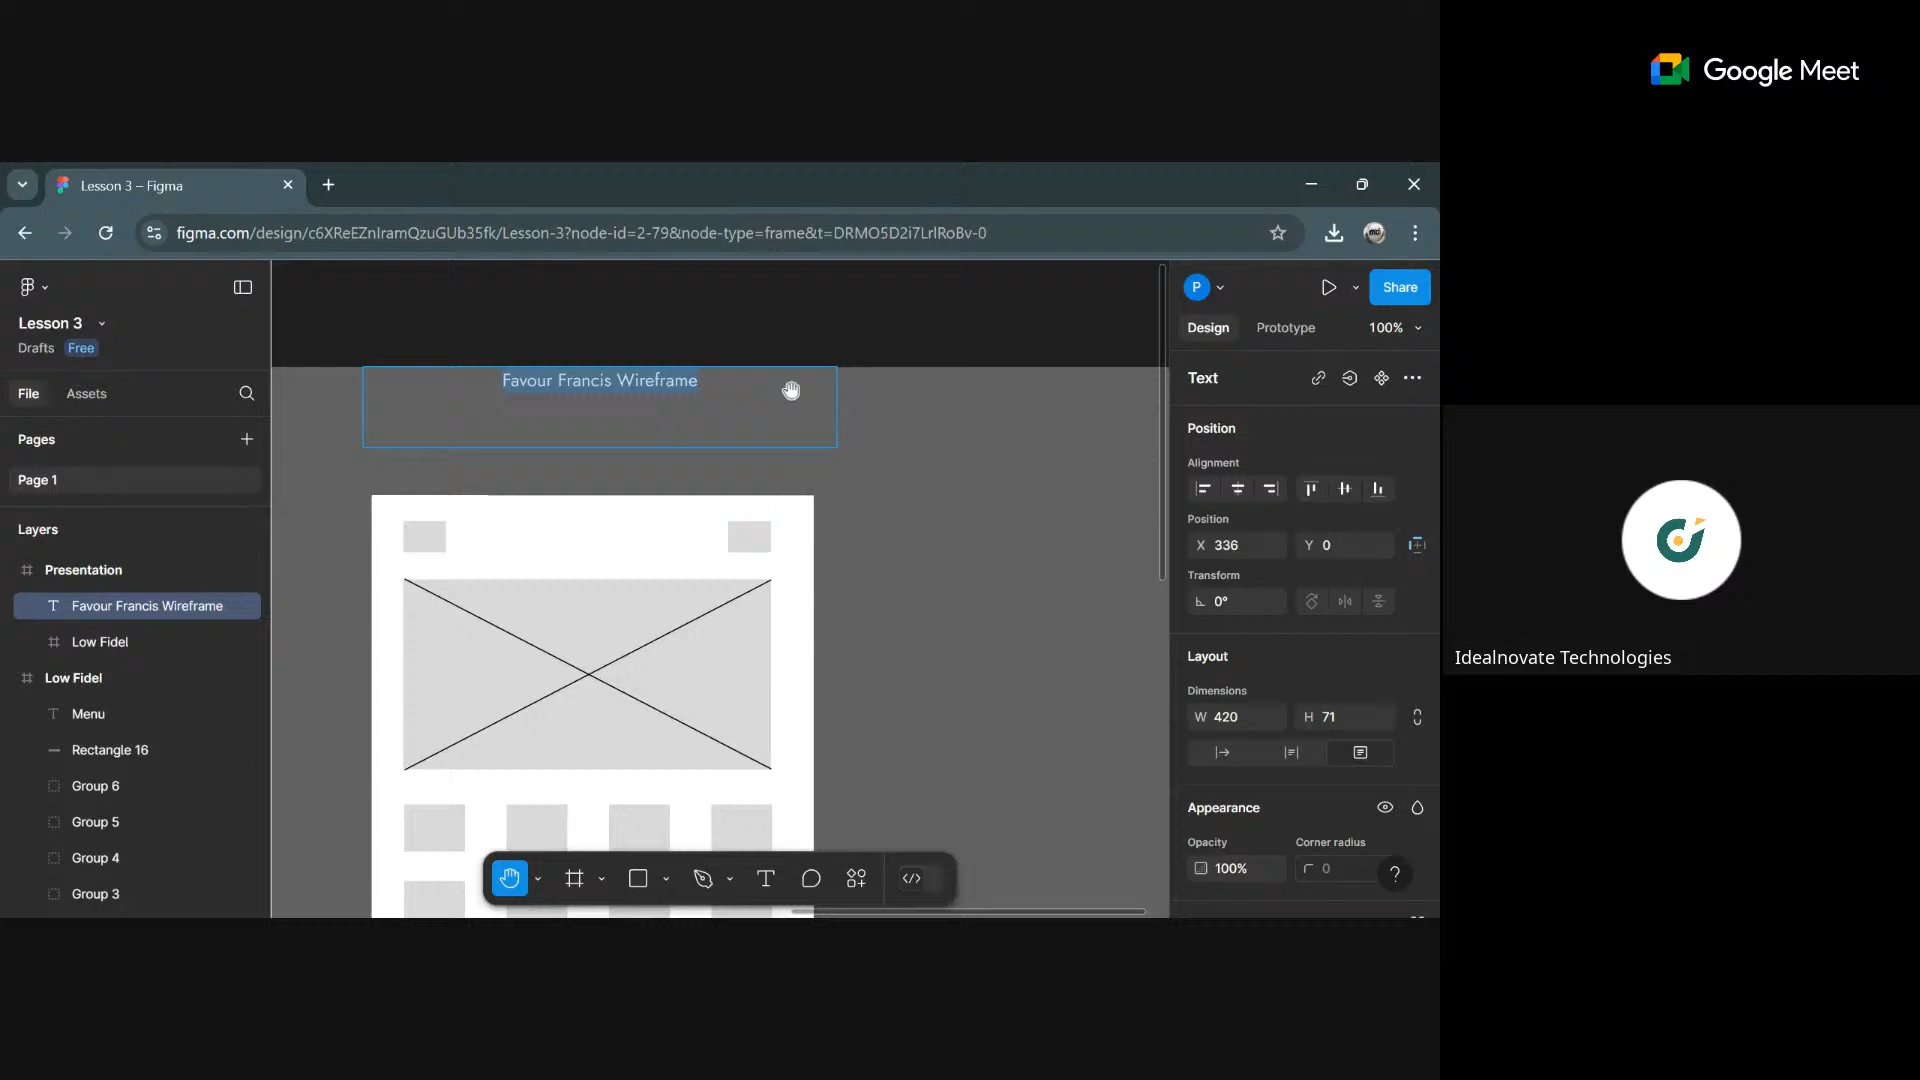 Google Meet
Lesson 3 – Figma
figma.com/design/c6XReEZnIramQzuGUb35fk/Lesson-3?node-id=2-79&node-type=frame&t=DRMO5D2i7LrlRoBv-0
Lesson 3
Drafts Free
File Assets
Pages
Page 1
Layers
Presentation
Favour Francis Wireframe
Low Fidel
Low Fidel
Menu
Rectangle 16
Group 6
Group 5
Group 4
Group 3
Favour Francis Wireframe
P
Share
Design Prototype 100%
Text
Position
Alignment
Position
X 336 Y 0
Transform
0°
Layout
Dimensions
W 420 H 71
Appearance
Opacity Corner radius
100% 0
?
Idealnovate Technologies